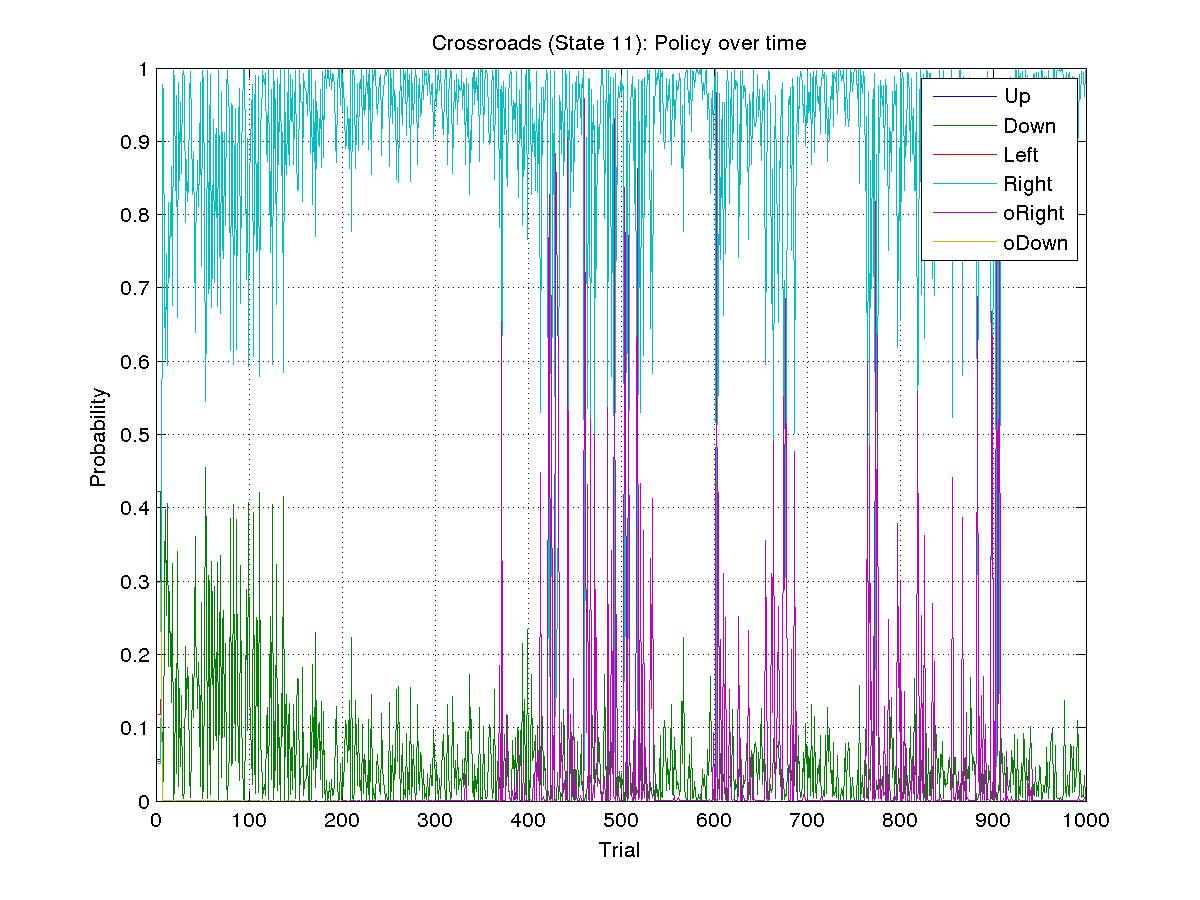 Crossroads (State 11): Policy over time
1
0.9
0.8
0.7
0.6
0.5
0.4
0.3
0.2
0.1
0
Probability
Up
Down
Left
Right
oRight
oDown
0 100 200 300 400 500 600 700 800 900 1000
Trial